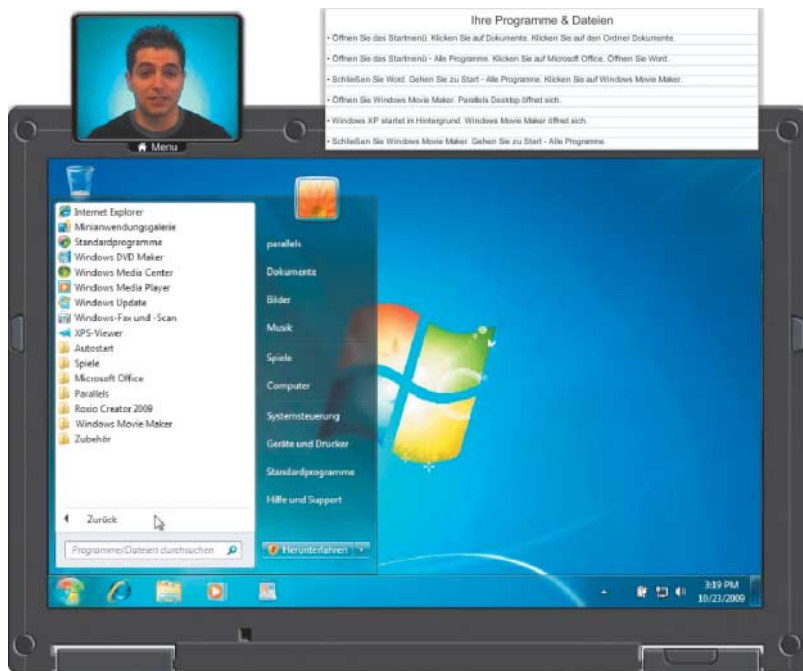 Ihre Programme & Dateien
• Öffnen Sie das Startmenü. Klicken Sie auf Dokumente. Klicken Sie auf den Ordner Dokumente.
• Öffnen Sie das Startmenü - Alle Programme. Klicken Sie auf Microsoft Office. Öffnen Sie Word.
• Schließen Sie Word. Gehen Sie zu Start - Alle Programme. Klicken Sie auf Windows Movie Maker.
• Öffnen Sie Windows Movie Maker. Parallels Desktop öffnet sich.
• Windows XP startet in Hintergrund. Windows Movie Maker öffnet sich.
• Schließen Sie Windows Movie Maker. Gehen Sie zu Start - Alle Programme.
Menu
Internet Explorer
Minianwendungsgalerie
Standardprogramme
Windows DVD Maker
Windows Media Center
Windows Media Player
Windows Update
Windows-Fax und -Scan
XPS-Viewer
Autostart
Spiele
Microsoft Office
Parallels
Roxio Creator 2009
Windows Movie Maker
Zubehör
Zurück
Programme/Dateien durchsuchen
parallels
Dokumente
Bilder
Musik
Spiele
Computer
Systemsteuerung
Geräte und Drucker
Standardprogramme
Hilfe und Support
Herunterfahren
3:19 PM
10/23/2009